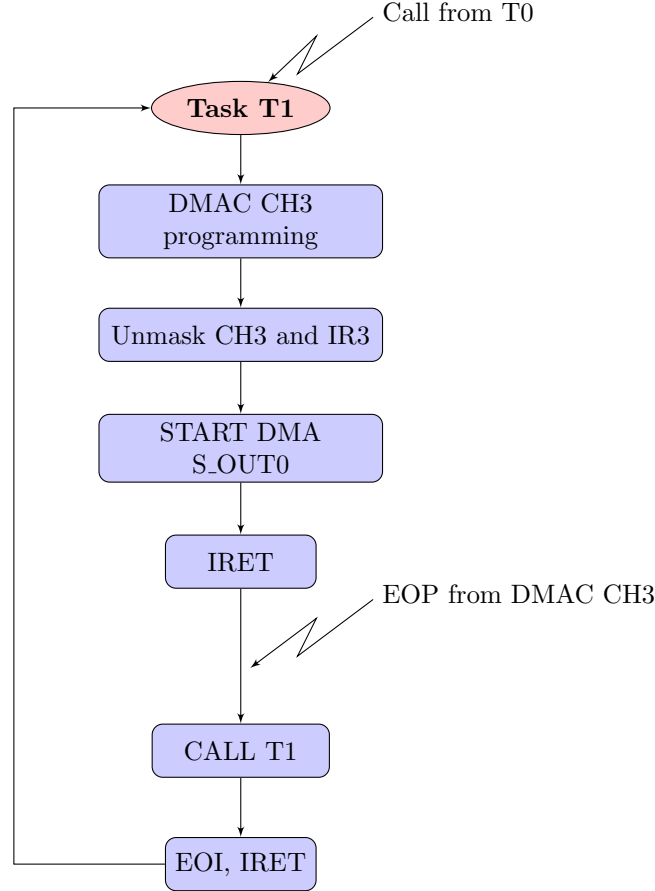 Call from T0
Task T1
DMAC CH3
programming
Unmask CH3 and IR3
START DMA
S_OUT0
IRET
EOP from DMAC CH3
CALL T1
EOI, IRET